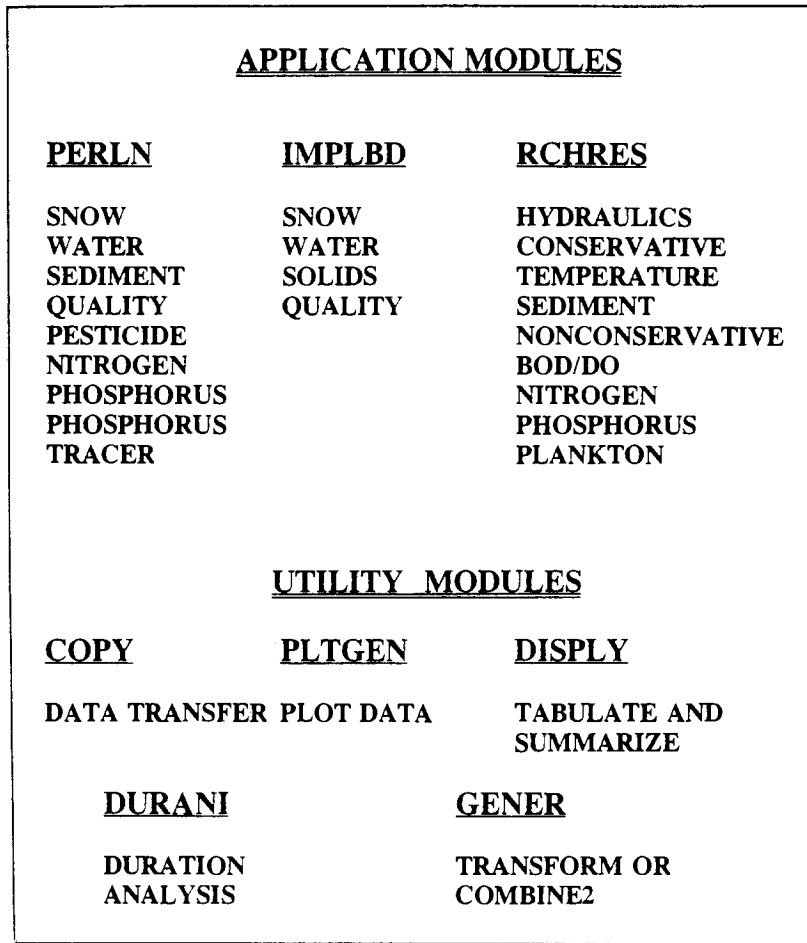 APPLICATION MODULES
PERLN
SNOW
WATER
SEDIMENT
QUALITY
PESTICIDE
NITROGEN
PHOSPHORUS
PHOSPHORUS
TRACER
IMPLBD
SNOW
WATER
SOLIDS
QUALITY
RCHRES
HYDRAULICS
CONSERVATIVE
TEMPERATURE
SEDIMENT
NONCONSERVATIVE
BOD/DO
NITROGEN
PHOSPHORUS
PLANKTON
UTILITY MODULES
COPY
DATA TRANSFER
PLTGEN
PLOT DATA
DISPLY
TABULATE AND
SUMMARIZE
DURANI
DURATION
ANALYSIS
GENER
TRANSFORM OR
COMBINE2